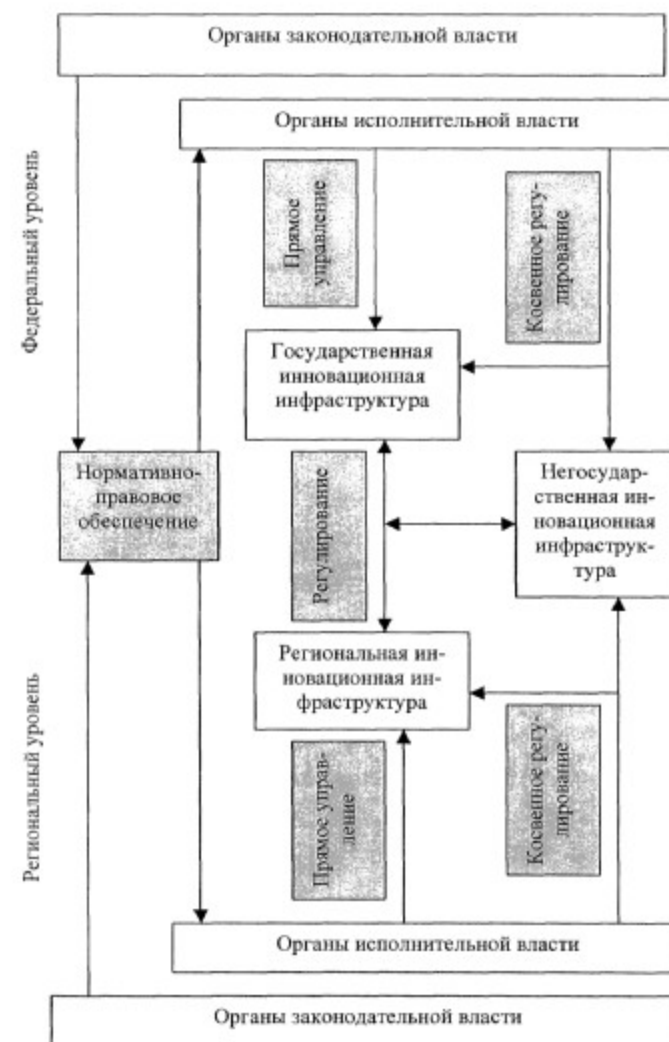 Органы законодательной власти
Органы исполнительной власти
Федеральный уровень
Прямое
управление
Косвенное регу-
лирование
Государственная
инновационная
инфраструктура
Нормативно-
правовое
обеспечение
Регулирование
Негосудар-
ственная ин-
новационная
инфраструк-
тура
Региональный уровень
Региональная ин-
новационная ин-
фраструктура
Прямое управ-
ление
Косвенное регу-
лирование
Органы исполнительной власти
Органы законодательной власти